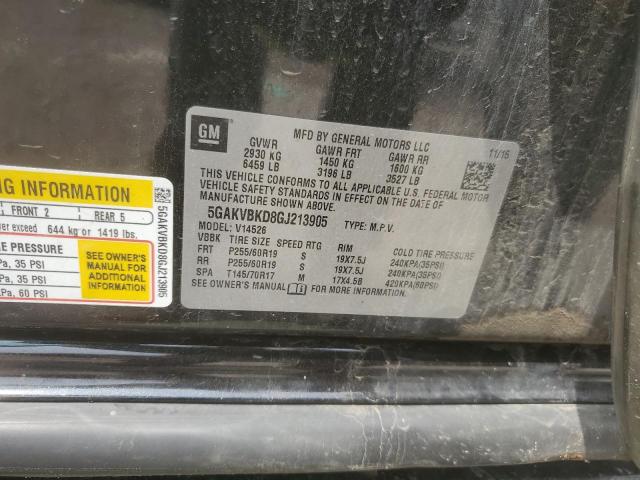 GM
MFD BY GENERAL MOTORS LLC
11/15
GVWR GAWR FRT GAWR RR
2930 KG 1450 KG 1600 KG
6459 LB 3196 LB 3527 LB
THIS VEHICLE CONFORMS TO ALL APPLICABLE U.S. FEDERAL MOTOR
VEHICLE SAFETY STANDARDS IN EFFECT ON THE DATE OF
MANUFACTURE SHOWN ABOVE.
5GAKVBKD8GJ213905 TYPE: M.P.V.
MODEL: V14526
VBBK TIRE SIZE SPEED RTG RIM COLD TIRE PRESSURE
FRT P255/60R19 S 19X7.5J 240KPA(35PSI)
RR P255/60R19 S 19X7.5J 240KPA(35PSI)
SPA T145/70R17 M 17X4.5B 420KPA(60PSI)
SEE OWNER'S MANUAL FOR MORE INFORMATION.
NG INFORMATION
FRONT 2 REAR 5
exceed 644 kg or 1419 lbs.
E PRESSURE
Pa, 35 PSI
Pa, 35 PSI
kPa, 60 PSI
SEE OWNER'S
MANUAL FOR
ADDITIONAL
INFORMATION
5GAKVBKD8GJ213905